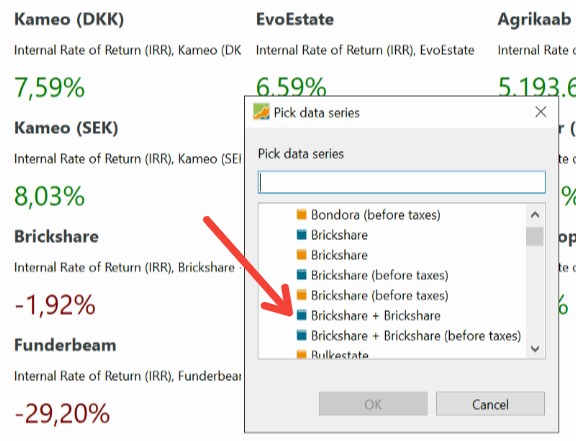 Kameo (DKK)
Internal Rate of Return (IRR), Kameo (DK
7,59%
EvoEstate
Internal Rate of Return (IRR), EvoEstate
6,59%
Agrikaab
Internal Rate o
5.193,6
Kameo (SEK)
Internal Rate of Return (IRR), Kameo (SEI
8,03%
Brickshare
Internal Rate of Return (IRR), Brickshare
-1,92%
Funderbeam
Internal Rate of Return (IRR), Funderbear
-29,20%
Pick data series
Pick data series
Bondora (before taxes)
Brickshare
Brickshare
Brickshare (before taxes)
Brickshare (before taxes)
Brickshare + Brickshare
Brickshare + Brickshare (before taxes)
Bulkestate
OK
Cancel